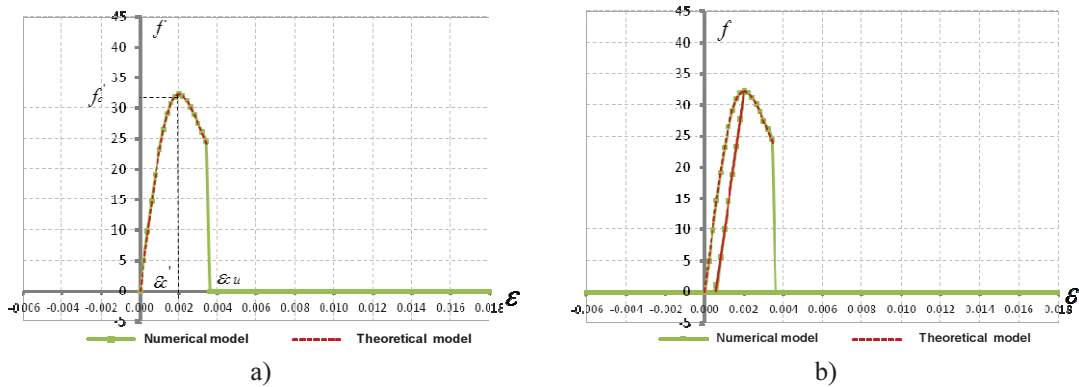 45
40
35
30
25
20
15
10
5
0
-5
f
f'c
εc'
εcu
ε
-0.006 -0.004 -0.002 0.000 0.002 0.004 0.006 0.008 0.010 0.012 0.014 0.016 0.018
Numerical model Theoretical model
a)
45
40
35
30
25
20
15
10
5
0
-5
f
ε
-0.006 -0.004 -0.002 0.000 0.002 0.004 0.006 0.008 0.010 0.012 0.014 0.016 0.018
Numerical model Theoretical model
b)